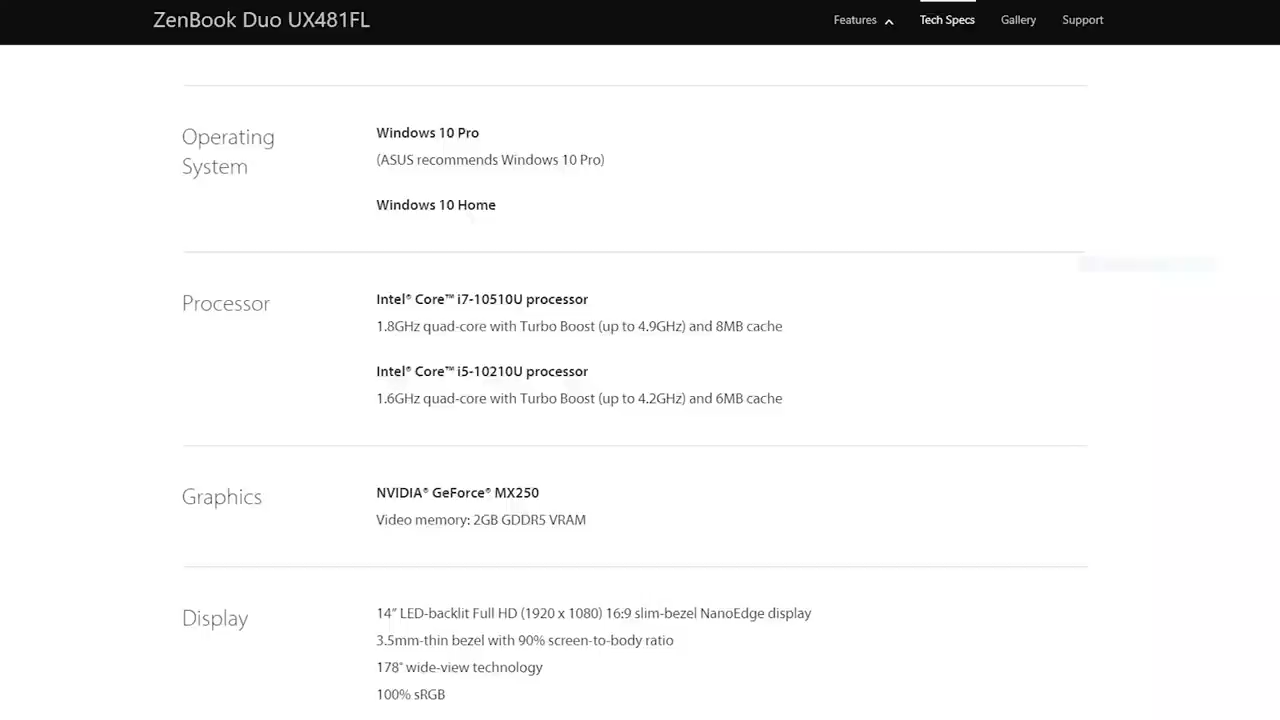 ZenBook Duo UX481FL
Features
Tech Specs
Gallery
Support
Operating System
Windows 10 Pro
(ASUS recommends Windows 10 Pro)
Windows 10 Home
Processor
Intel® Core™ i7-10510U processor
1.8GHz quad-core with Turbo Boost (up to 4.9GHz) and 8MB cache
Intel® Core™ i5-10210U processor
1.6GHz quad-core with Turbo Boost (up to 4.2GHz) and 6MB cache
Graphics
NVIDIA® GeForce® MX250
Video memory: 2GB GDDR5 VRAM
Display
14” LED-backlit Full HD (1920 x 1080) 16:9 slim-bezel NanoEdge display
3.5mm-thin bezel with 90% screen-to-body ratio
178° wide-view technology
100% sRGB